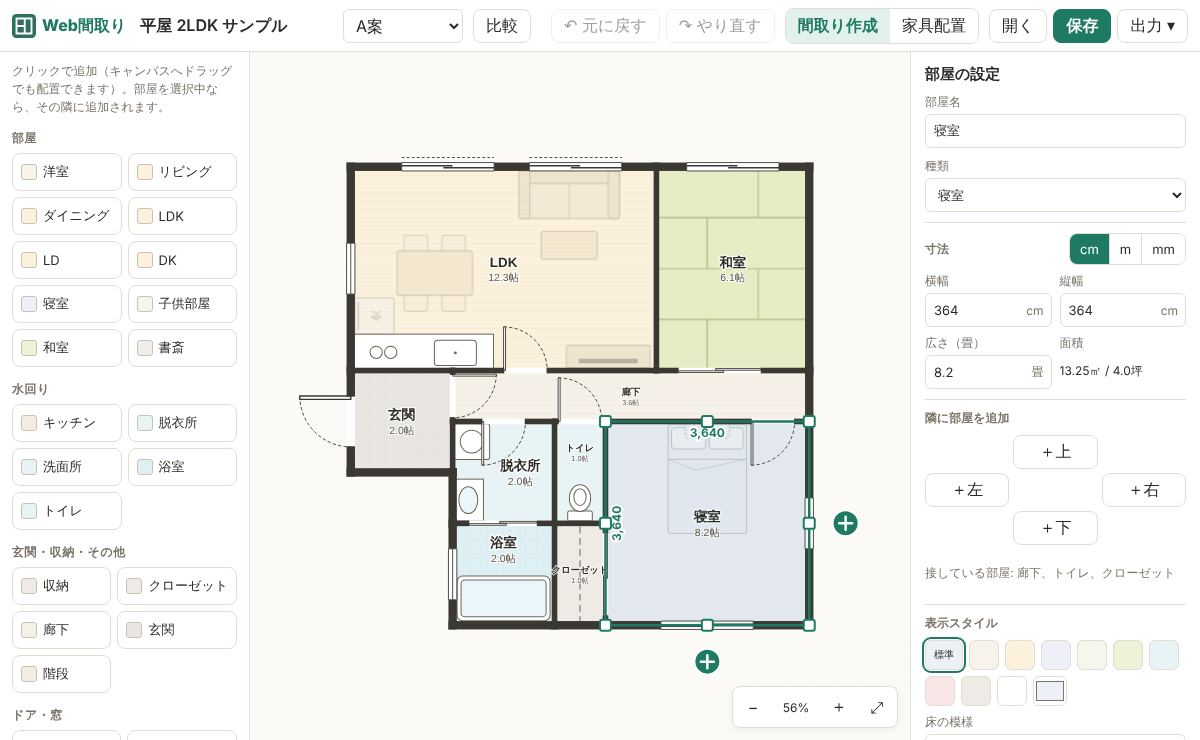 Web間取り 平屋 2LDK サンプル A案 比較 ↶ 元に戻す ↷ やり直す 間取り作成 家具配置 開く 保存 出力 ▾
クリックで追加（キャンバスへドラッグ
でも配置できます）。部屋を選択中な
ら、その隣に追加されます。
部屋
洋室 リビング
ダイニング LDK
LD DK
寝室 子供部屋
和室 書斎
水回り
キッチン 脱衣所
洗面所 浴室
トイレ
玄関・収納・その他
収納 クローゼット
廊下 玄関
階段
ドア・窓
LDK
12.3帖
和室
6.1帖
玄関
2.0帖
廊下
3.6帖
脱衣所
2.0帖
トイレ
1.0帖
浴室
2.0帖
クローゼット
1.0帖
3,640
3,640
寝室
8.2帖
− 56% +
部屋の設定
部屋名
寝室
種類
寝室
寸法 cm m mm
横幅 縦幅
364 cm 364 cm
広さ（畳） 面積
8.2 畳 13.25㎡ / 4.0坪
隣に部屋を追加
＋上
＋左 ＋右
＋下
接している部屋: 廊下、トイレ、クローゼット
表示スタイル
標準
床の模様